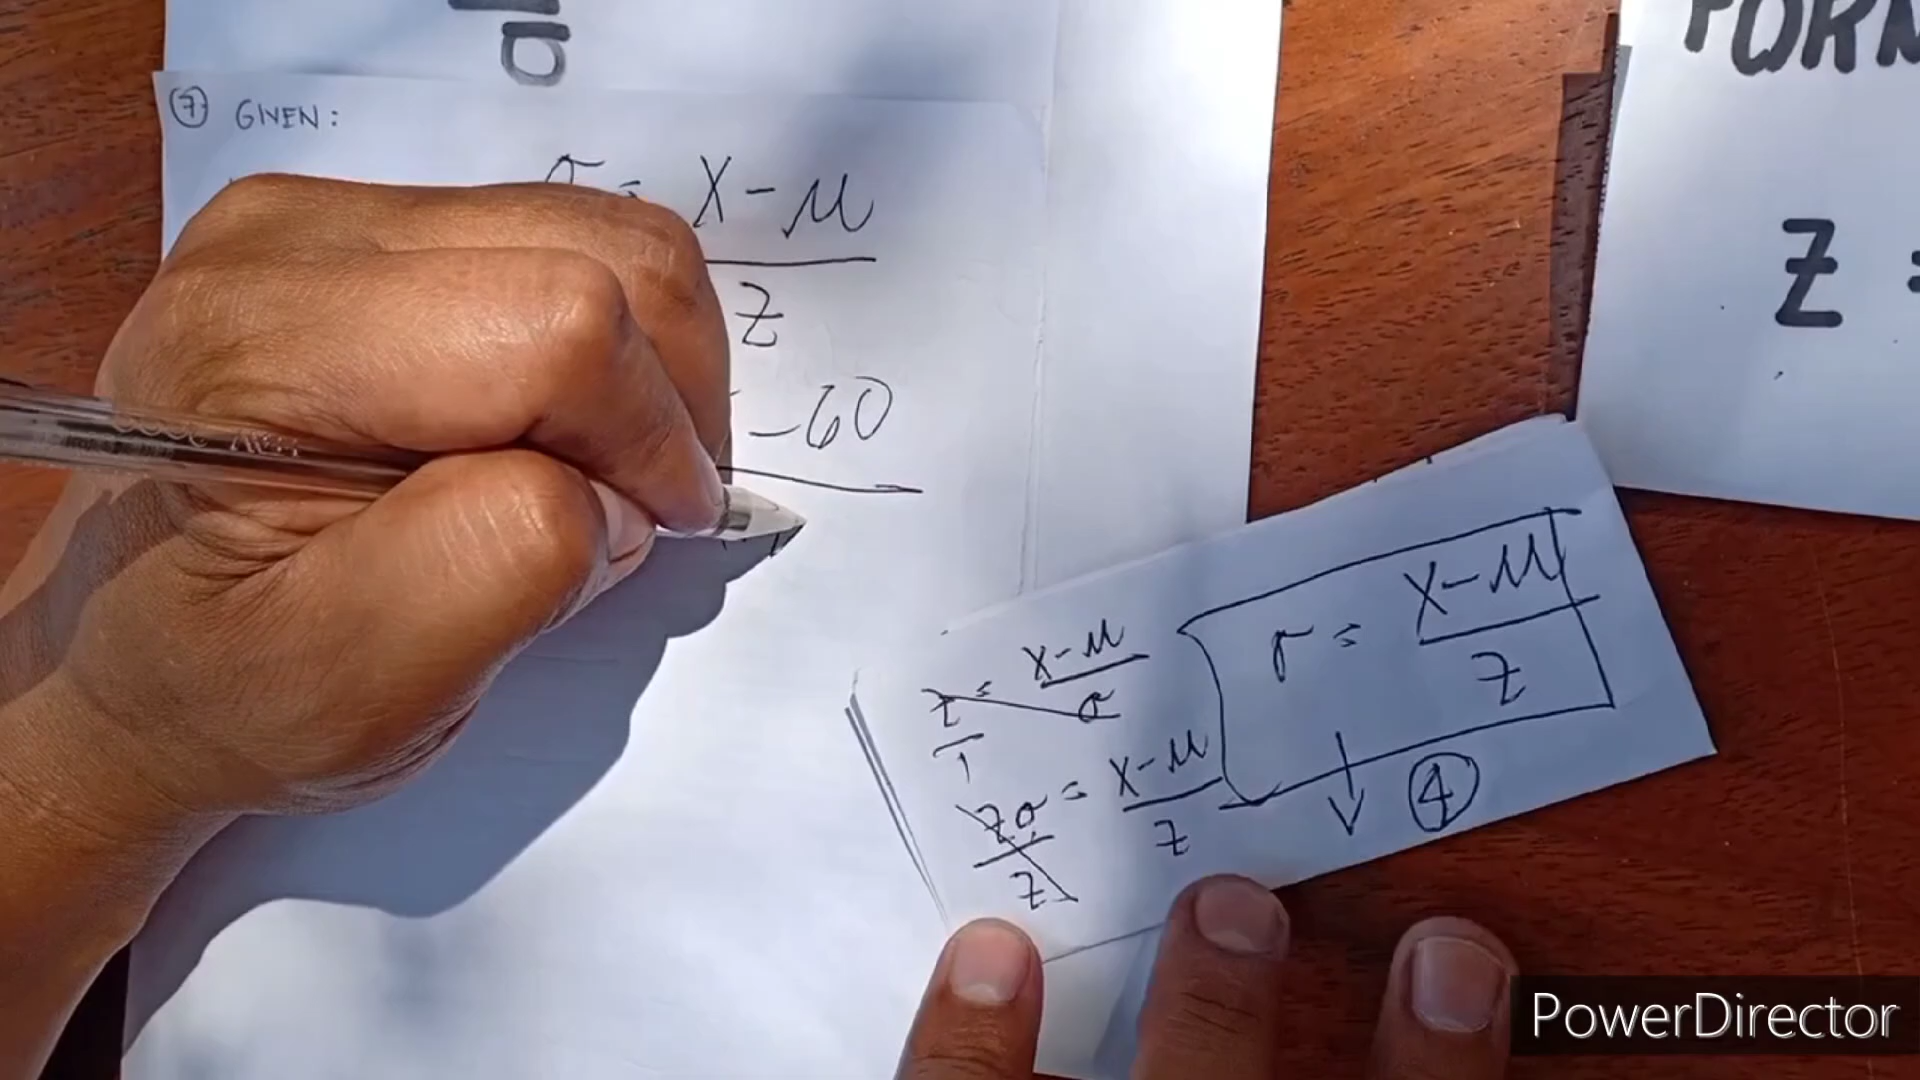 ⑦ GIVEN:
σ = X - μ
Z
- 60
FORM
Z =
Z = X - μ
1 σ
Zσ = X - μ
Z Z
σ = X - μ
Z
④
PowerDirector